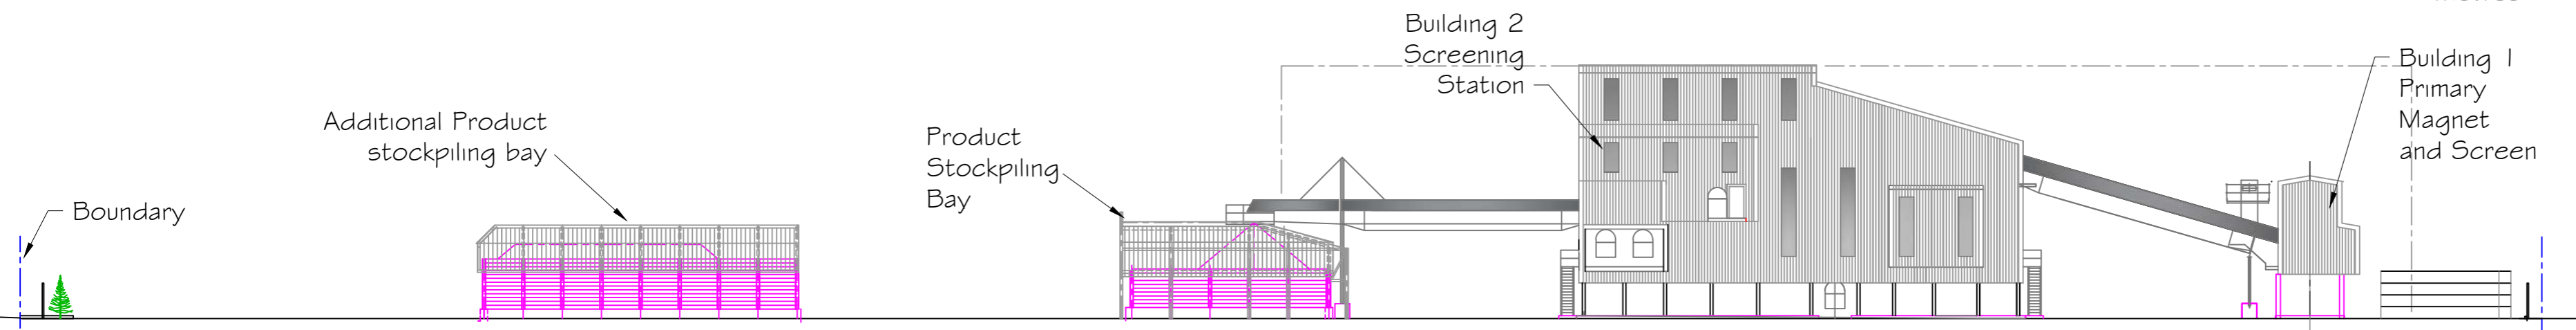 Building 2
Screening
Station
Building 1
Primary
Magnet
and Screen
Additional Product
stockpiling bay
Product
Stockpiling
Bay
Boundary